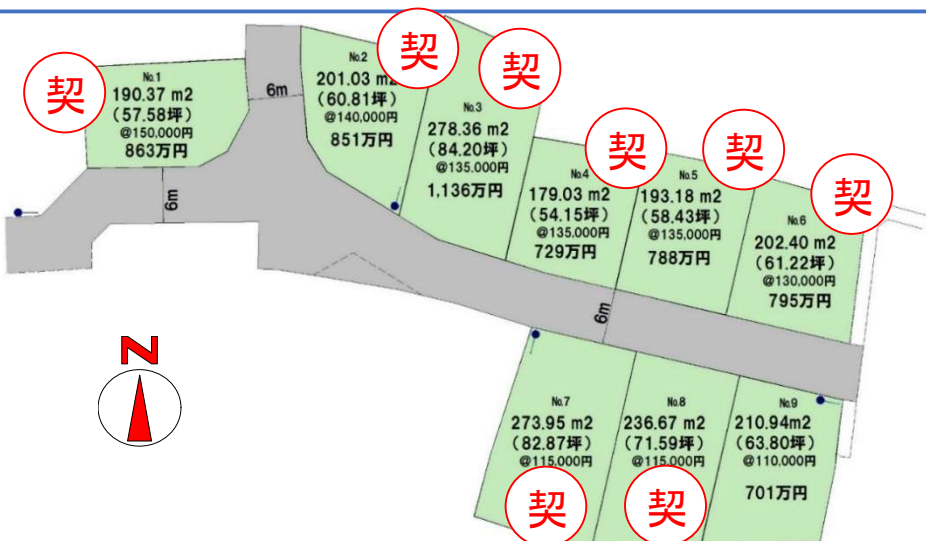 契
No.1
190.37 m2
(57.58坪)
@150,000円
863万円
6m
6m
No.2
201.03 m2
(60.81坪)
@140,000円
851万円
契
No.3
278.36 m2
(84.20坪)
@135,000円
1,136万円
契
No.4
179.03 m2
(54.15坪)
@135,000円
729万円
契
No.5
193.18 m2
(58.43坪)
@135,000円
788万円
契
No.6
202.40 m2
(61.22坪)
@130,000円
795万円
契
6m
N
No.7
273.95 m2
(82.87坪)
@115,000円
契
No.8
236.67 m2
(71.59坪)
@115,000円
契
No.9
210.94m2
(63.80坪)
@110,000円
701万円